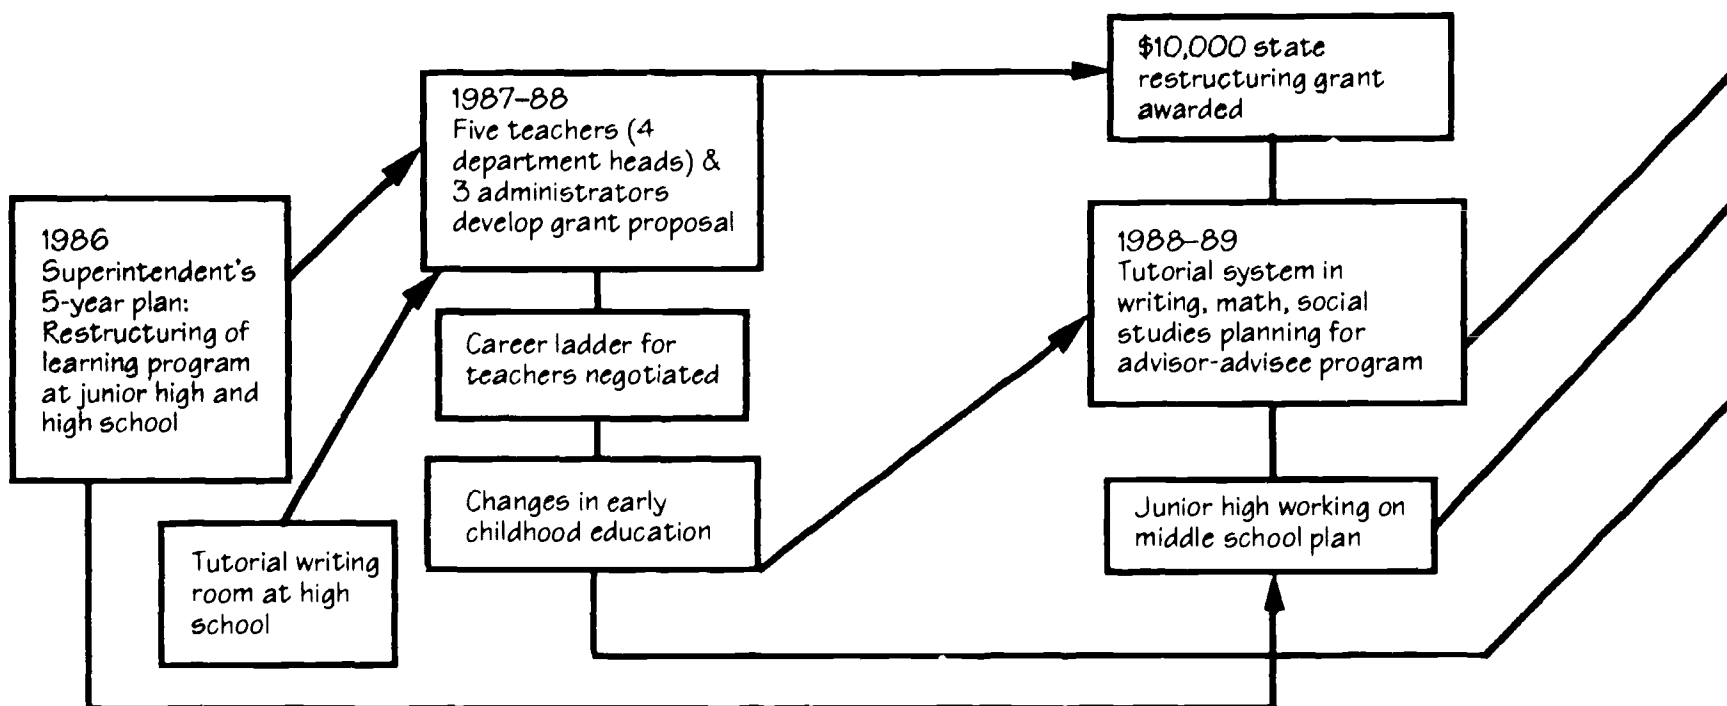 1986
Superintendent's
5-year plan:
Restructuring of
learning program
at junior high and
high school
Tutorial writing
room at high
school
1987–88
Five teachers (4
department heads) &
3 administrators
develop grant proposal
Career ladder for
teachers negotiated
Changes in early
childhood education
$10,000 state
restructuring grant
awarded
1988–89
Tutorial system in
writing, math, social
studies planning for
advisor-advisee program
Junior high working on
middle school plan